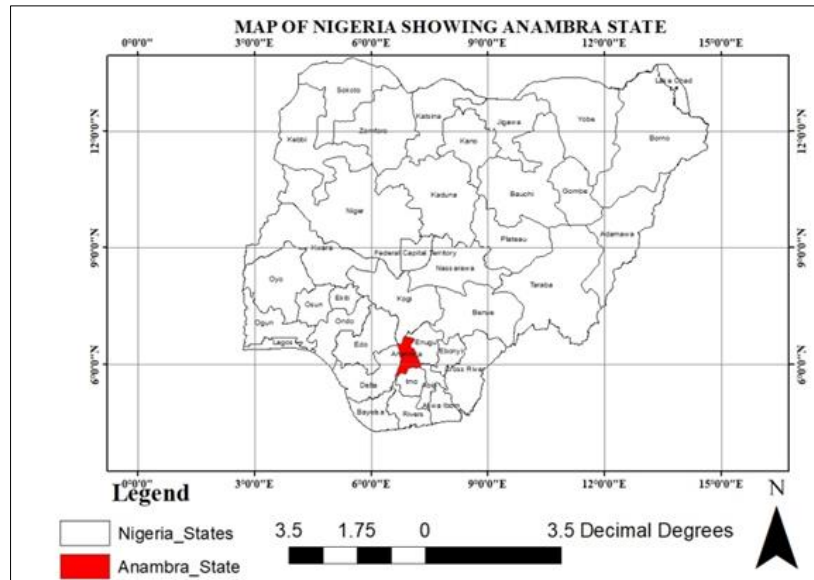 MAP OF NIGERIA SHOWING ANAMBRA STATE
0°0'0" 3°0'0"E 6°0'0"E 9°0'0"E 12°0'0"E 15°0'0"E
Lake Chad
Sokoto
Katsina
Jigawa
Yobe
12°0'0"N 12°0'0"N
Kebbi
Zamfara
Kano
Borno
Kaduna
Bauchi
Gombe
Niger
Adamawa
Plateau
9°0'0"N 9°0'0"N
Kwara
Federal Capital Territory
Nassarawa
Oyo
Taraba
Osun
Ekiti
Kogi
Benue
Ogun
Ondo
Lagos
Edo
Enugu
Anambra
Ebonyi
6°0'0"N 6°0'0"N
Cross River
Delta
Imo
Abia
Bayelsa
Rivers
Akwa Ibom
0°0'0" 3°0'0"E 6°0'0"E 9°0'0"E 12°0'0"E 15°0'0"E
Legend
N
Nigeria_States
3.5 1.75 0 3.5 Decimal Degrees
Anambra_State